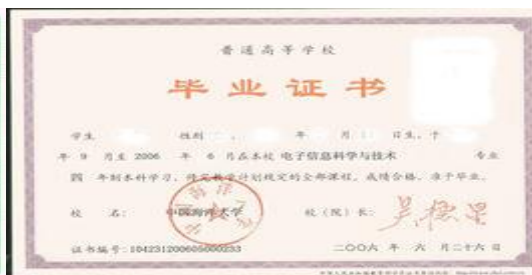 普通高等学校
毕业证书
学生 性别 年 月 日生，于
年 9 月至 2006 年 6 月在本校 电子信息科学与技术 专业
四 年制本科学习，修完教学计划规定的全部课程，成绩合格，准予毕业。
校 名： 中国海洋大学 校（院）长：
证书编号：104231200605000233 二〇〇六 年 六 月二十六 日